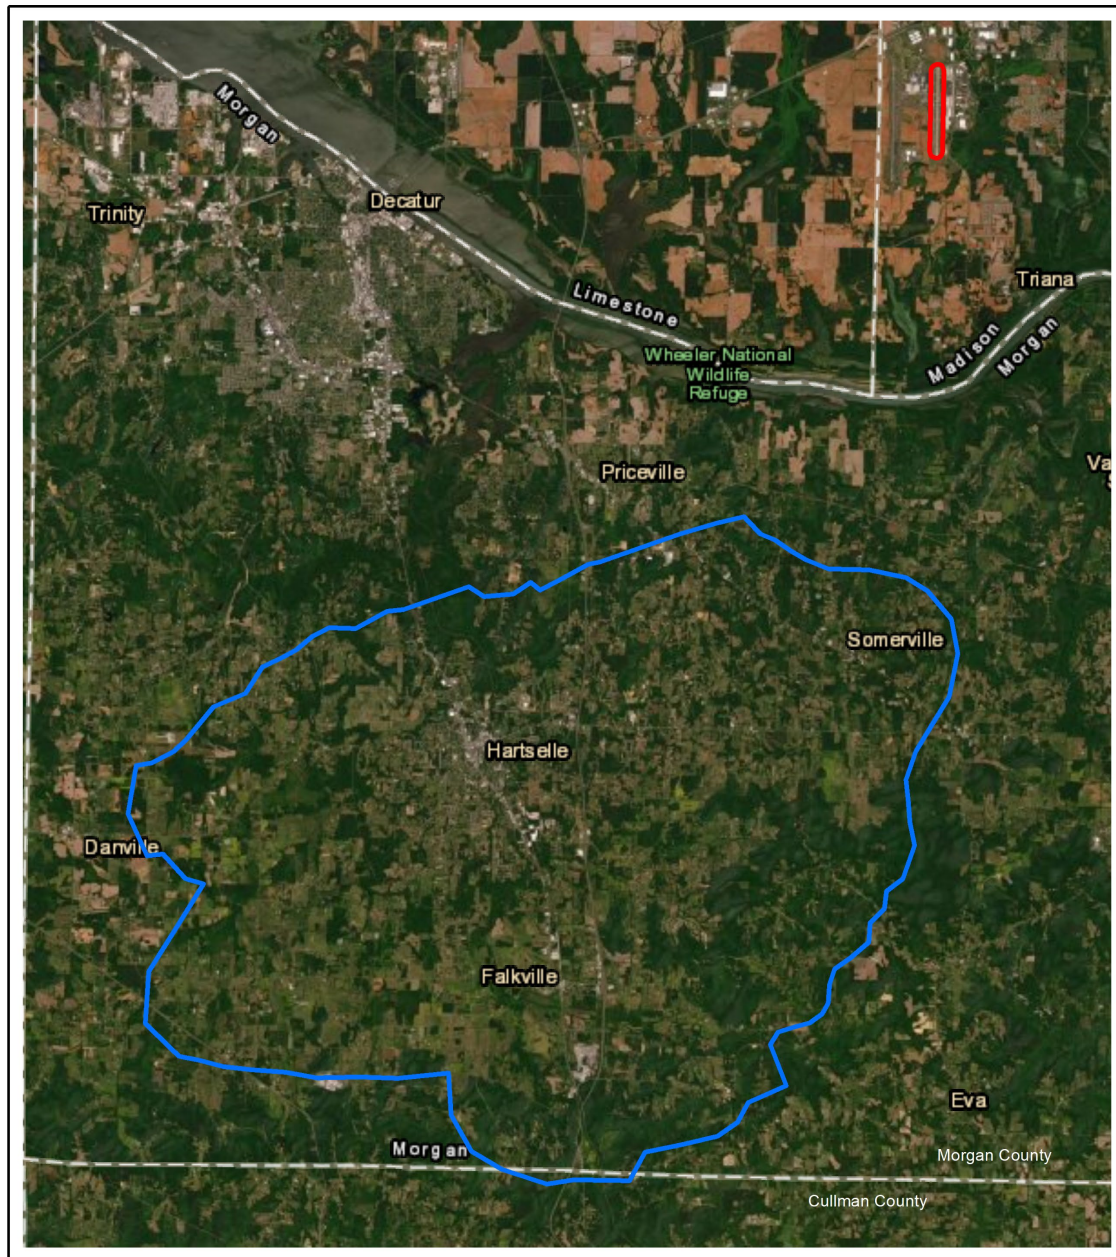 Morgan
Decatur
Trinity
Triana
Limestone
Madison
Morgan
Wheeler National
Wildlife
Refuge
Priceville
Va
Somerville
Hartselle
Danville
Falkville
Eva
Morgan
Morgan County
Cullman County